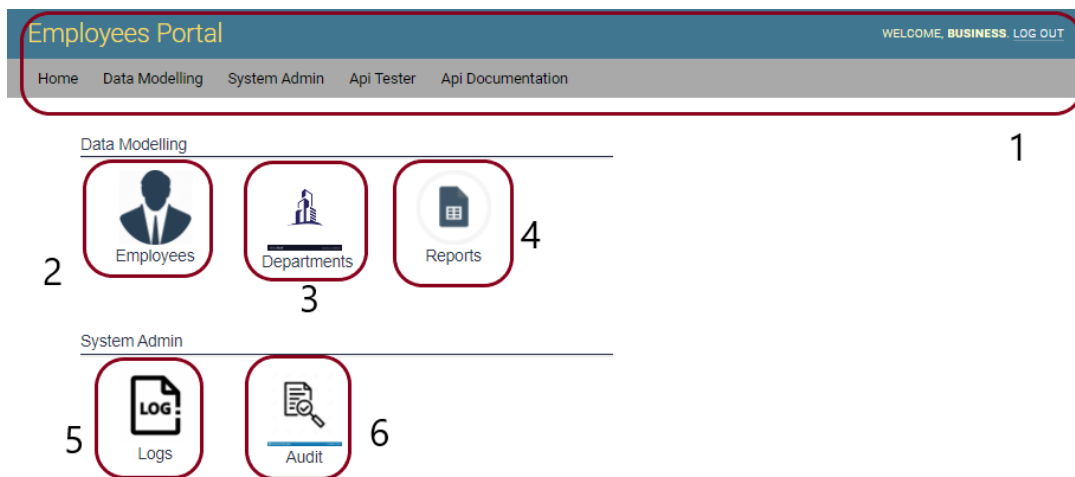 Employees Portal
WELCOME, BUSINESS. LOG OUT
Home Data Modelling System Admin Api Tester Api Documentation
1
Data Modelling
Employees Departments Reports
2 3 4
System Admin
LOG
Logs Audit
5 6